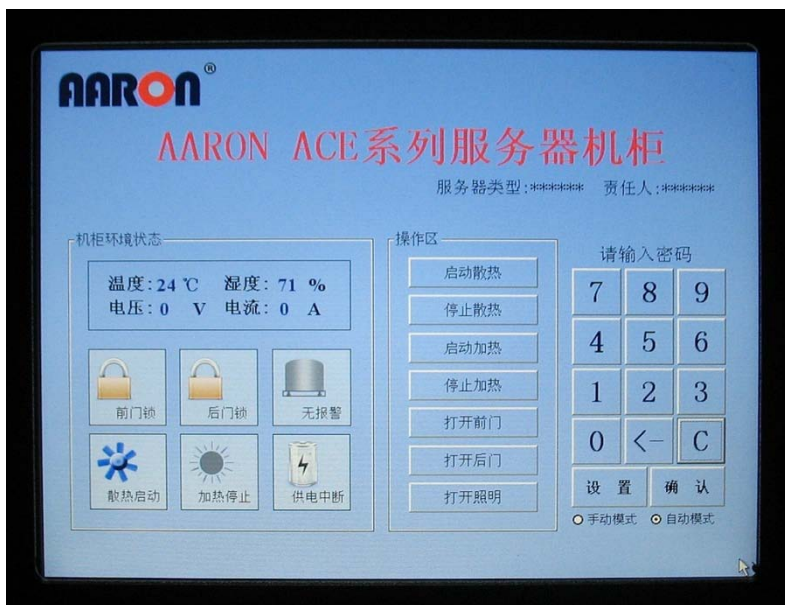 AARON®
AARON ACE系列服务器机柜
服务器类型:****** 责任人:******
机柜环境状态
温度:24 ℃ 湿度: 71 %
电压: 0 V 电流: 0 A
前门锁 后门锁 无报警
散热启动 加热停止 供电中断
操作区
启动散热
停止散热
启动加热
停止加热
打开前门
打开后门
打开照明
请输入密码
7 8 9
4 5 6
1 2 3
0 <- C
设 置 确 认
手动模式 自动模式